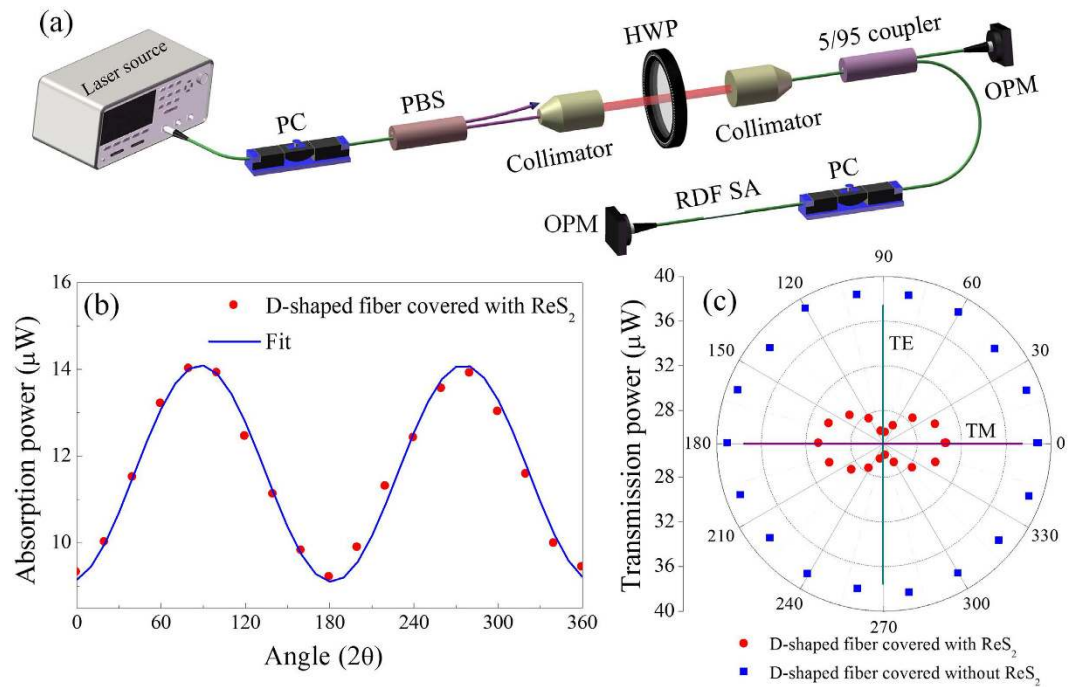 (a)
Laser source
PC
PBS
Collimator
HWP
Collimator
5/95 coupler
OPM
PC
RDF SA
OPM
(b)
D-shaped fiber covered with ReS₂
Fit
Absorption power (μW)
16
14
12
10
0 60 120 180 240 300 360
Angle (2θ)
(c)
Transmission power (μW)
40
36
32
28
28
32
36
40
90
120 60
150 30
180 0
210 330
240 300
270
TE
TM
D-shaped fiber covered with ReS₂
D-shaped fiber covered without ReS₂